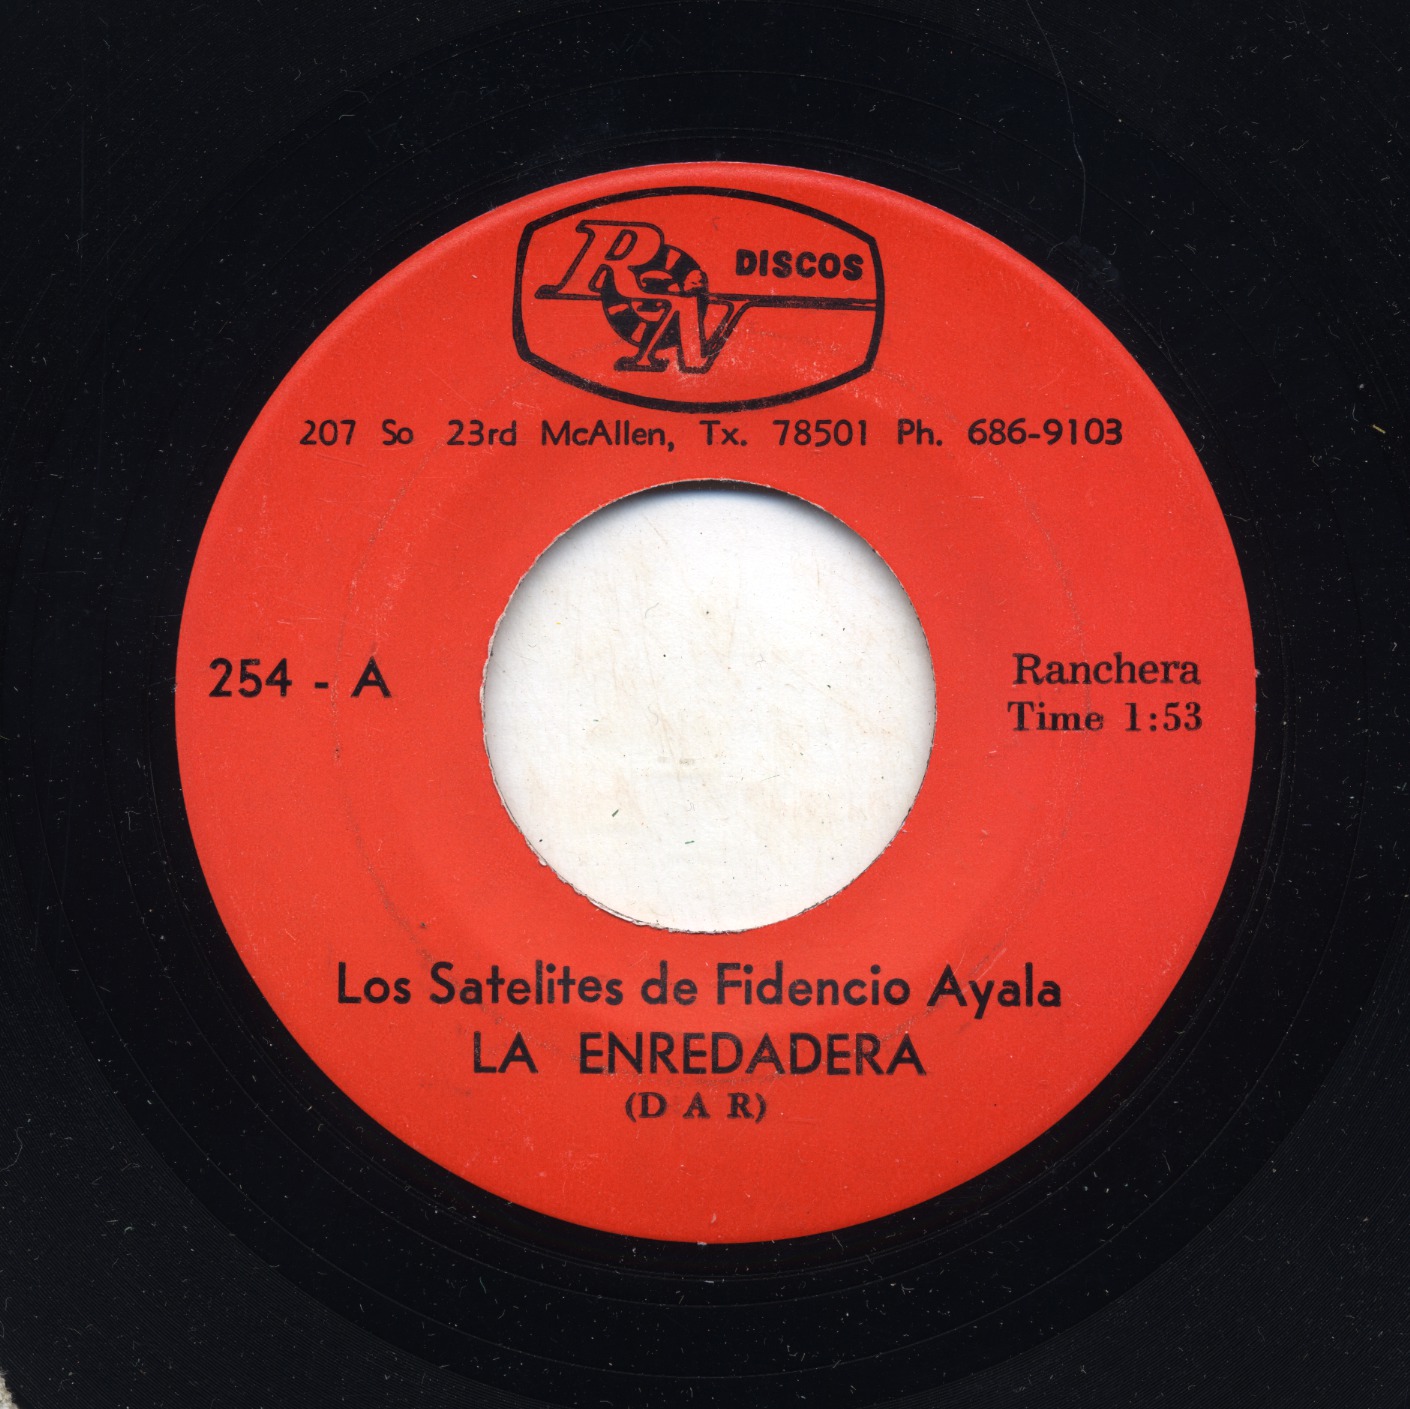 RN DISCOS
207 So 23rd McAllen, Tx. 78501 Ph. 686-9103
254 - A
Ranchera
Time 1:53
Los Satelites de Fidencio Ayala
LA ENREDADERA
(D A R)